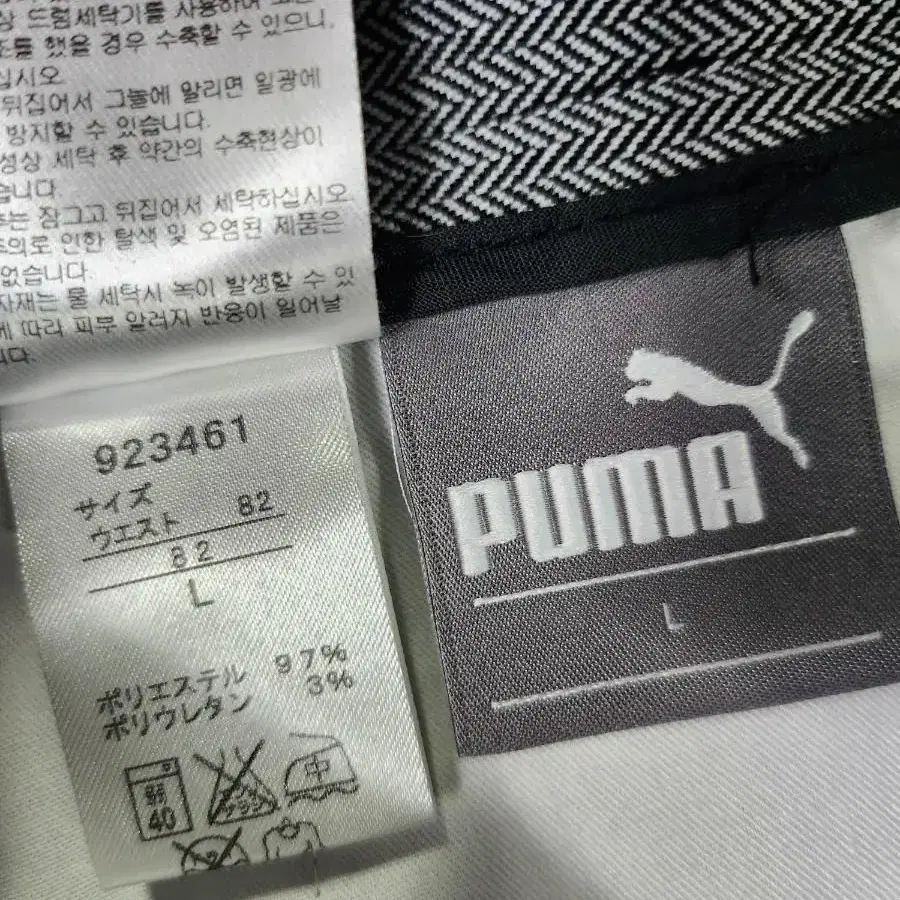 상 드럼세탁기를 사용하여
했을 경우 수축할 수 있으니,
십시오
뒤집어서 그늘에 말리면 일광에
방지할 수 있습니다.
성상 세탁 후 약간의 수축현상이
습니다
는 잠그고 뒤집어서 세탁하십시오
의로 인한 탈색 및 오염된 제품은
없습니다.
자재는 물 세탁시 녹이 발생할 수 있
에 따라 피부 알러지 반응이 일어날
니다.
923461
サイズ
ウエスト 82
82
L
ポリエステル 97%
ポリウレタン 3%
弱
40
中
PUMA
L